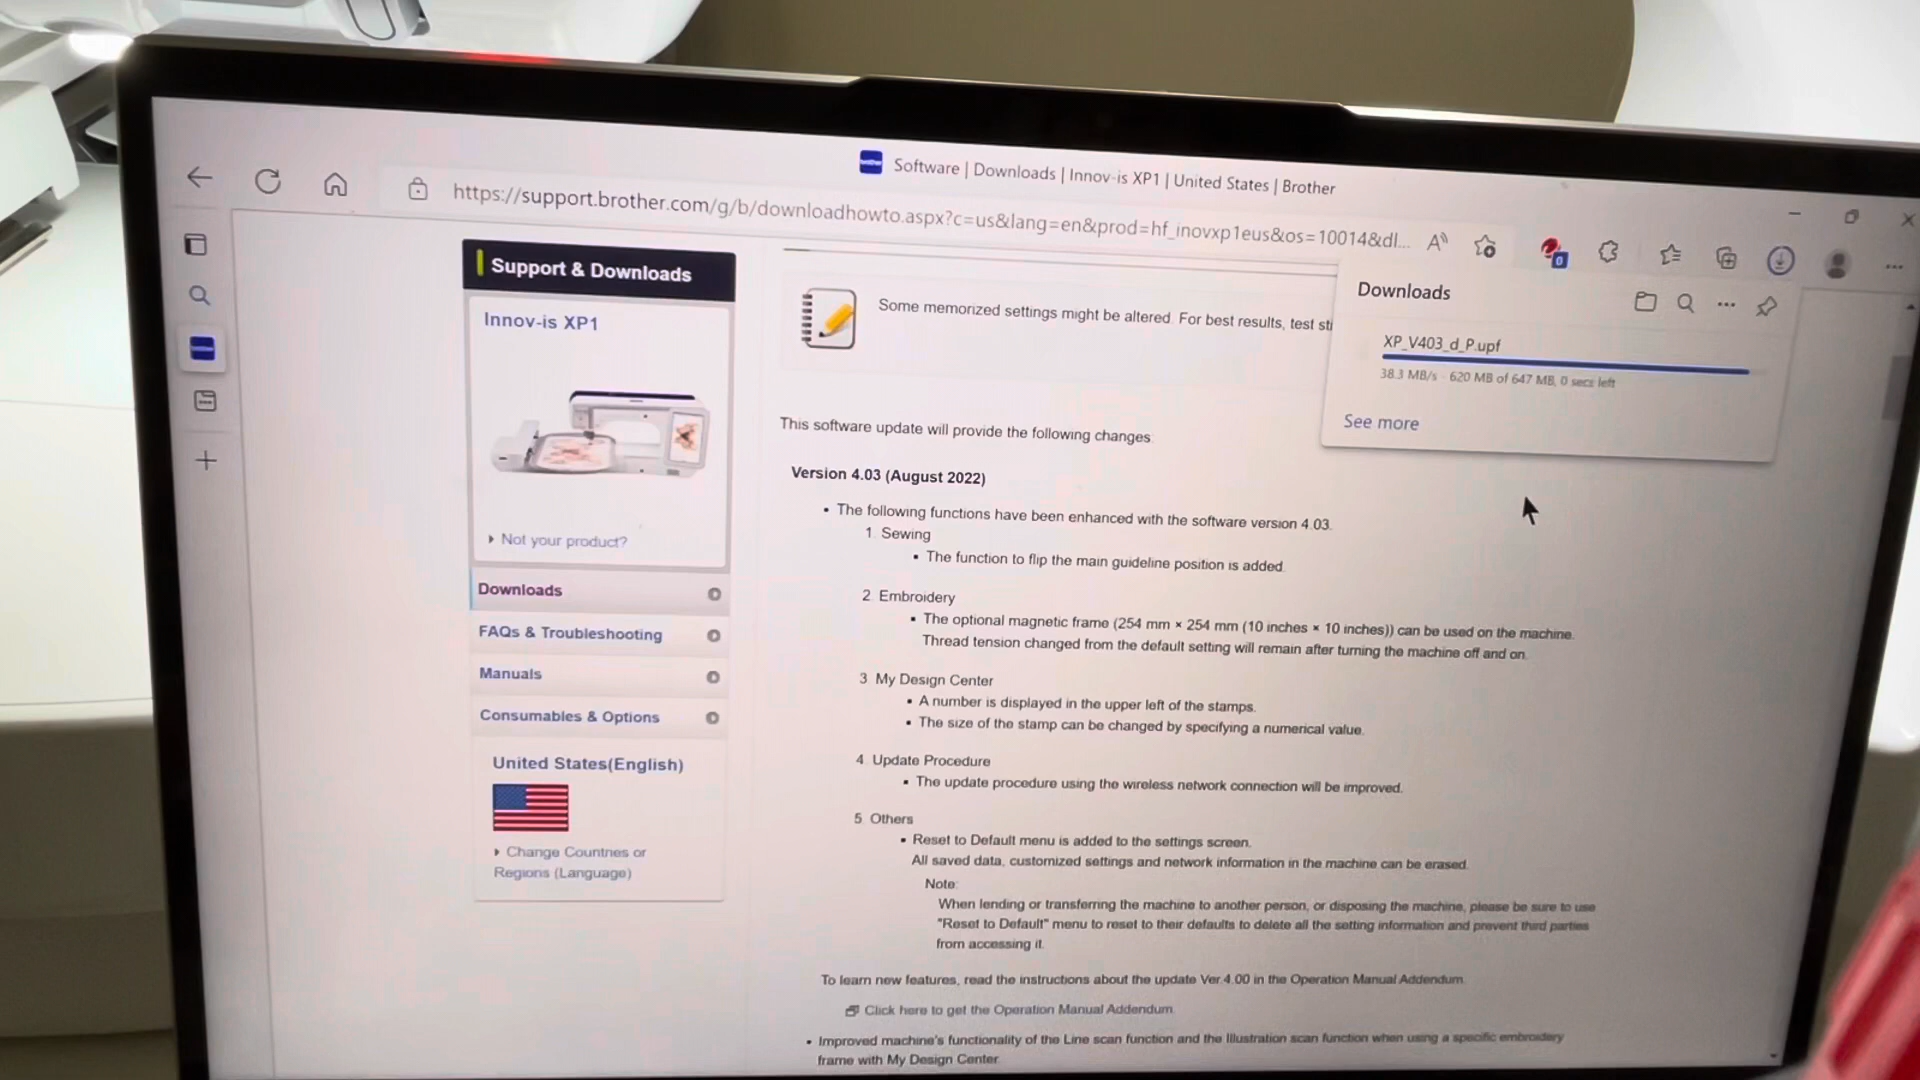 Software | Downloads | Innov-is XP1 | United States | Brother
https://support.brother.com/g/b/downloadhowto.aspx?c=us&lang=en&prod=hf_inovxp1eus&os=10014&dl...
Support & Downloads
Innov-is XP1
Not your product?
Downloads
FAQs & Troubleshooting
Manuals
Consumables & Options
United States(English)
Change Countries or
Regions (Language)
Some memorized settings might be altered. For best results, test sti
Downloads
XP_V403_d_P.upf
38.3 MB/s - 620 MB of 647 MB, 0 secs left
See more
This software update will provide the following changes.
Version 4.03 (August 2022)
The following functions have been enhanced with the software version 4.03.
1. Sewing
The function to flip the main guideline position is added.
2. Embroidery
The optional magnetic frame (254 mm × 254 mm (10 inches × 10 inches)) can be used on the machine.
Thread tension changed from the default setting will remain after turning the machine off and on.
3. My Design Center
A number is displayed in the upper left of the stamps.
The size of the stamp can be changed by specifying a numerical value.
4. Update Procedure
The update procedure using the wireless network connection will be improved.
5. Others
Reset to Default menu is added to the settings screen.
All saved data, customized settings and network information in the machine can be erased.
Note:
When lending or transferring the machine to another person, or disposing the machine, please be sure to use
"Reset to Default" menu to reset to their defaults to delete all the setting information and prevent third parties
from accessing it.
To learn new features, read the instructions about the update Ver.4.00 in the Operation Manual Addendum.
Click here to get the Operation Manual Addendum.
Improved machine's functionality of the Line scan function and the Illustration scan function when using a specific embroidery
frame with My Design Center.